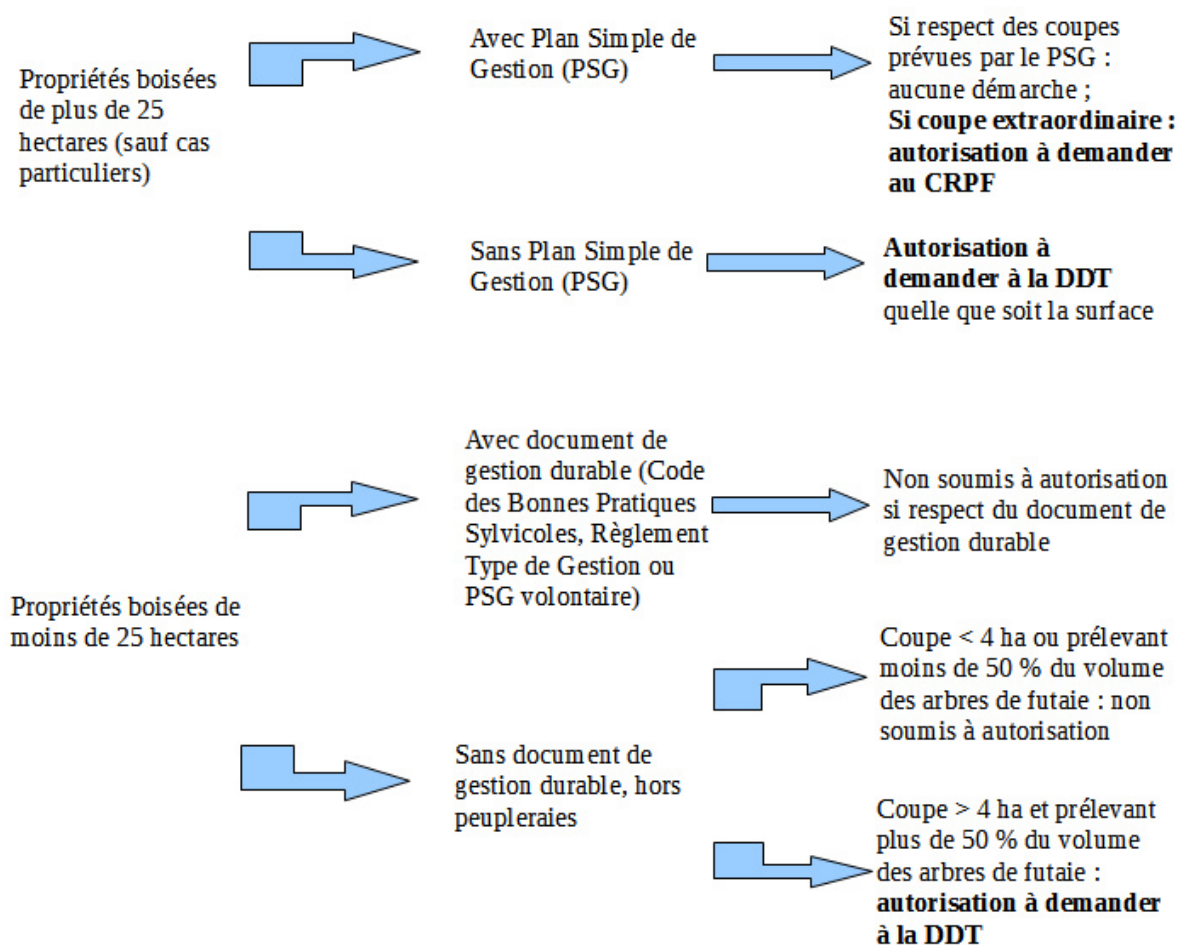 Propriétés boisées
de plus de 25
hectares (sauf cas
particuliers)
Avec Plan Simple de
Gestion (PSG)
Si respect des coupes
prévues par le PSG :
aucune démarche ;
Si coupe extraordinaire :
autorisation à demander
au CRPF
Sans Plan Simple de
Gestion (PSG)
Autorisation à
demander à la DDT
quelle que soit la surface
Propriétés boisées de
moins de 25 hectares
Avec document de
gestion durable (Code
des Bonnes Pratiques
Sylvicoles, Règlement
Type de Gestion ou
PSG volontaire)
Non soumis à autorisation
si respect du document de
gestion durable
Sans document de
gestion durable, hors
peupleraies
Coupe < 4 ha ou prélevant
moins de 50 % du volume
des arbres de futaie : non
soumis à autorisation
Coupe > 4 ha et prélevant
plus de 50 % du volume
des arbres de futaie :
autorisation à demander
à la DDT